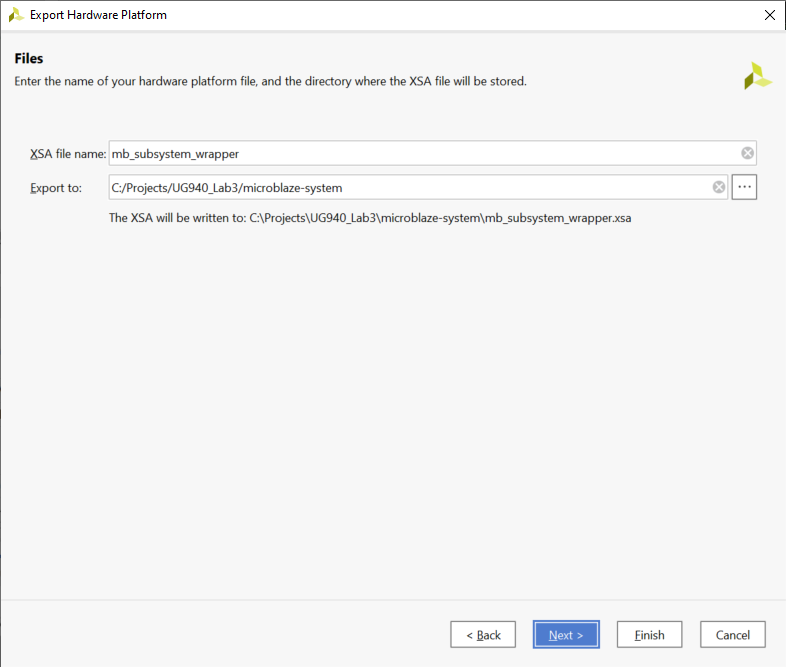 Export Hardware Platform
Files
Enter the name of your hardware platform file, and the directory where the XSA file will be stored.
XSA file name: mb_subsystem_wrapper
Export to: C:/Projects/UG940_Lab3/microblaze-system ...
The XSA will be written to: C:\Projects\UG940_Lab3\microblaze-system\mb_subsystem_wrapper.xsa
< Back Next > Finish Cancel